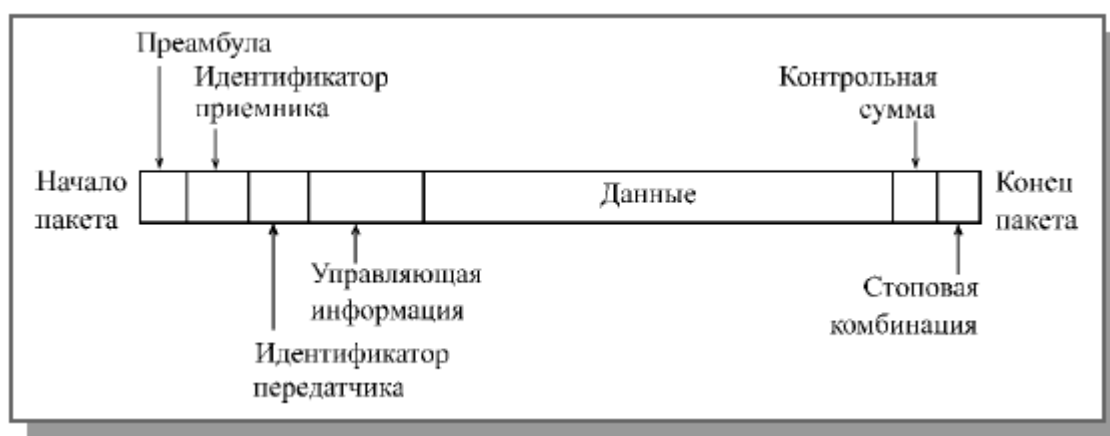 Преамбула
Идентификатор
приемника
Контрольная
сумма
Начало
пакета
Данные
Конец
пакета
Управляющая
информация
Стоповая
комбинация
Идентификатор
передатчика